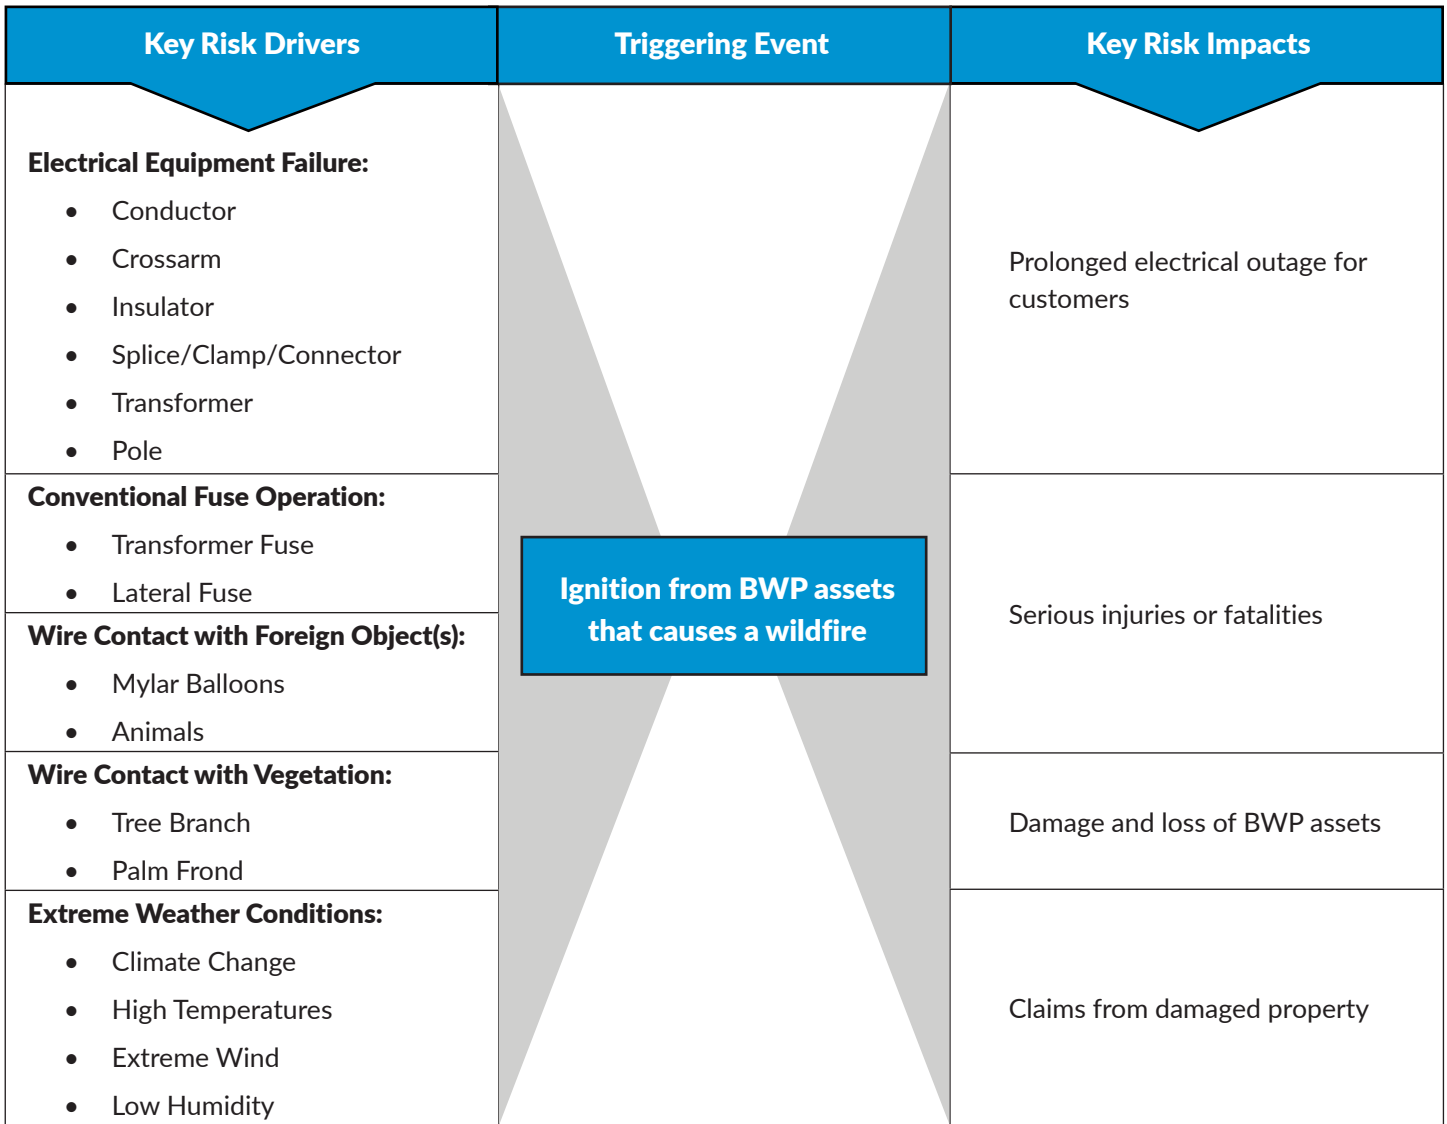 Key Risk Drivers
Triggering Event
Key Risk Impacts
Electrical Equipment Failure:
• Conductor
• Crossarm
• Insulator
• Splice/Clamp/Connector
• Transformer
• Pole
Conventional Fuse Operation:
• Transformer Fuse
• Lateral Fuse
Wire Contact with Foreign Object(s):
• Mylar Balloons
• Animals
Wire Contact with Vegetation:
• Tree Branch
• Palm Frond
Extreme Weather Conditions:
• Climate Change
• High Temperatures
• Extreme Wind
• Low Humidity
Ignition from BWP assets
that causes a wildfire
Prolonged electrical outage for
customers
Serious injuries or fatalities
Damage and loss of BWP assets
Claims from damaged property